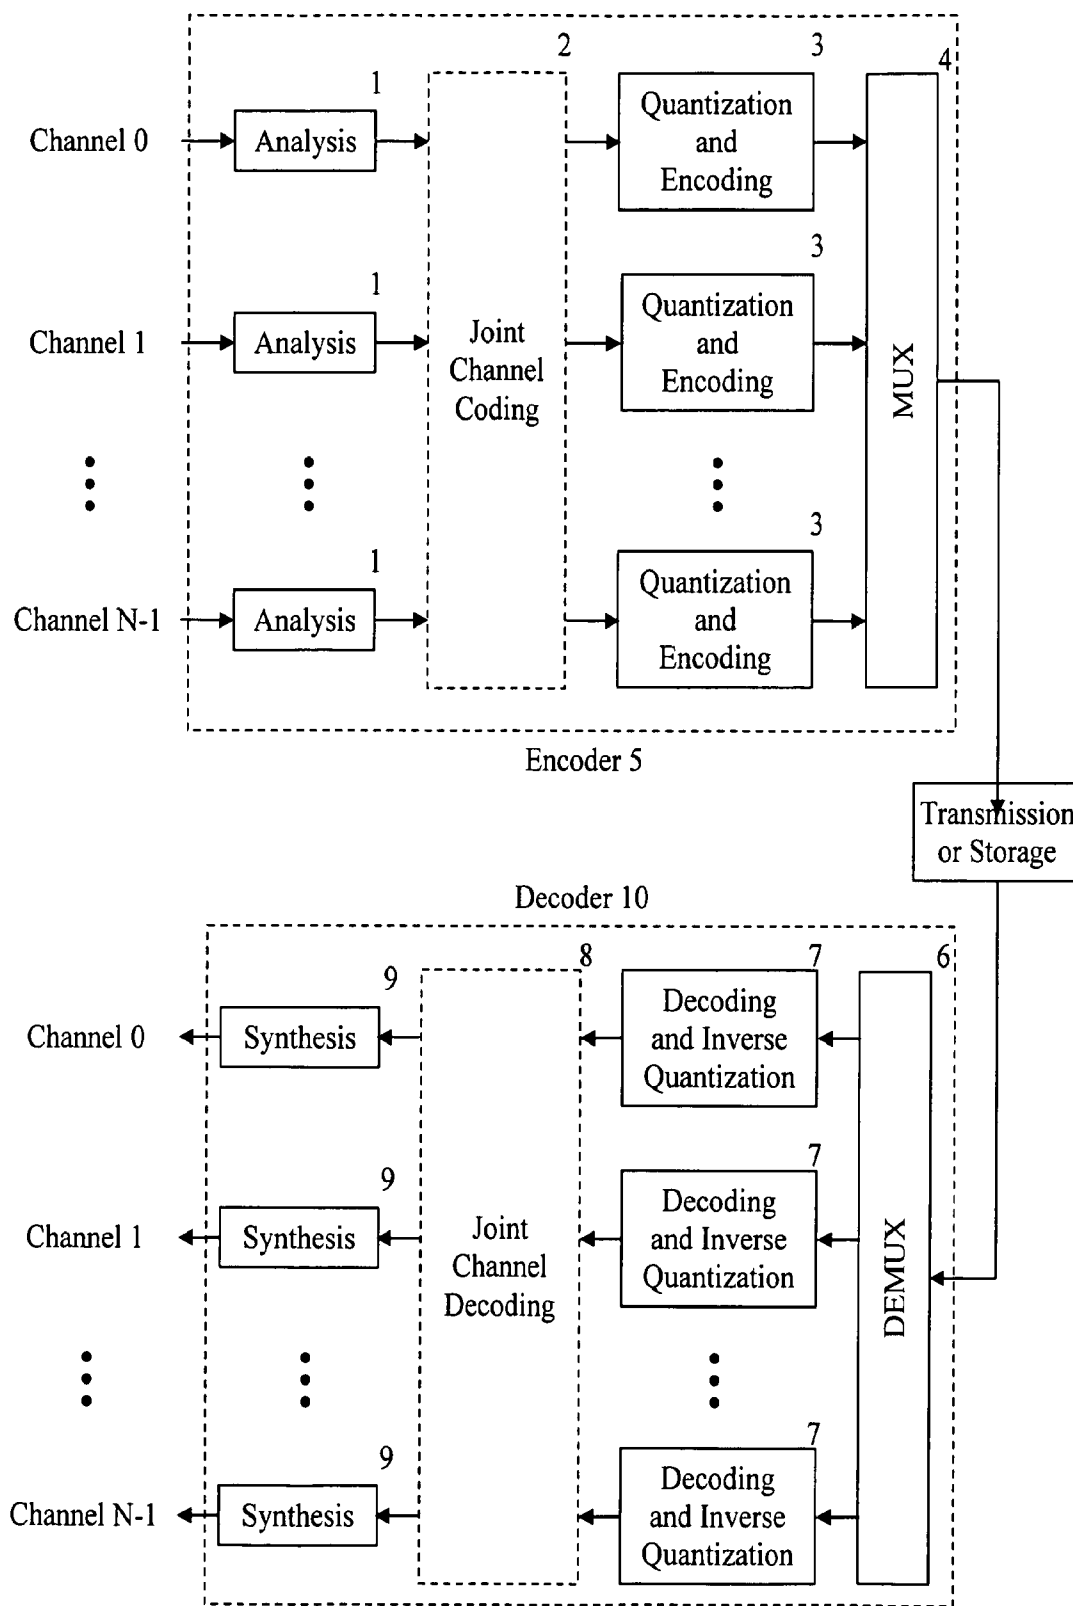 2
3
4
1
Channel 0
Analysis
Quantization
and
Encoding
1
3
Channel 1
Analysis
Joint
Channel
Coding
Quantization
and
Encoding
MUX
1
3
Channel N-1
Analysis
Quantization
and
Encoding
Encoder 5
Transmission
or Storage
Decoder 10
9
8
7
6
Channel 0
Synthesis
Decoding
and Inverse
Quantization
9
7
Channel 1
Synthesis
Joint
Channel
Decoding
Decoding
and Inverse
Quantization
DEMUX
9
7
Channel N-1
Synthesis
Decoding
and Inverse
Quantization